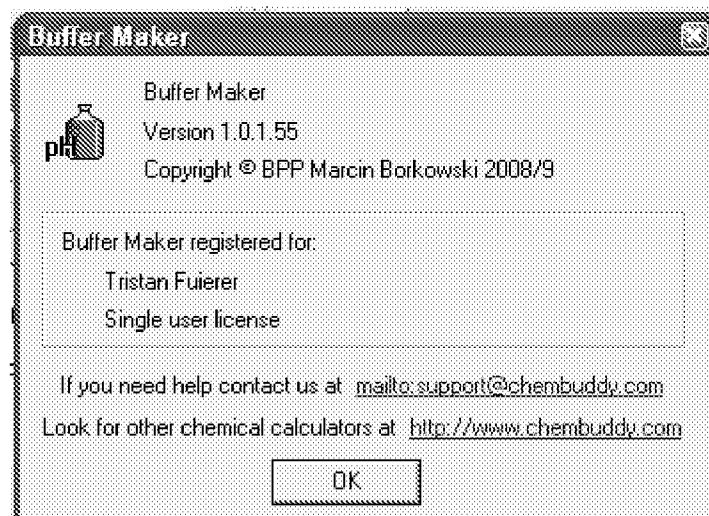 Buffer Maker
Buffer Maker
Version 1.0.1.55
pH
Copyright © BPP Marcin Borkowski 2008/9
Buffer Maker registered for:
Tristan Fuierer
Single user license
If you need help contact us at mailto:support@chembuddy.com
Look for other chemical calculators at http://www.chembuddy.com
OK